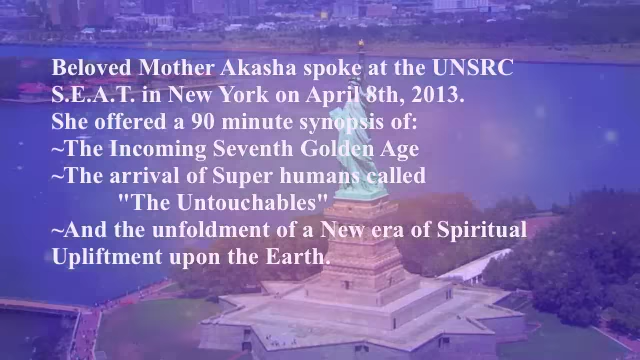 Beloved Mother Akasha spoke at the UNSRC
S.E.A.T. in New York on April 8th, 2013.
She offered a 90 minute synopsis of:
~The Incoming Seventh Golden Age
~The arrival of Super humans called
"The Untouchables"
~And the unfoldment of a New era of Spiritual
Upliftment upon the Earth.